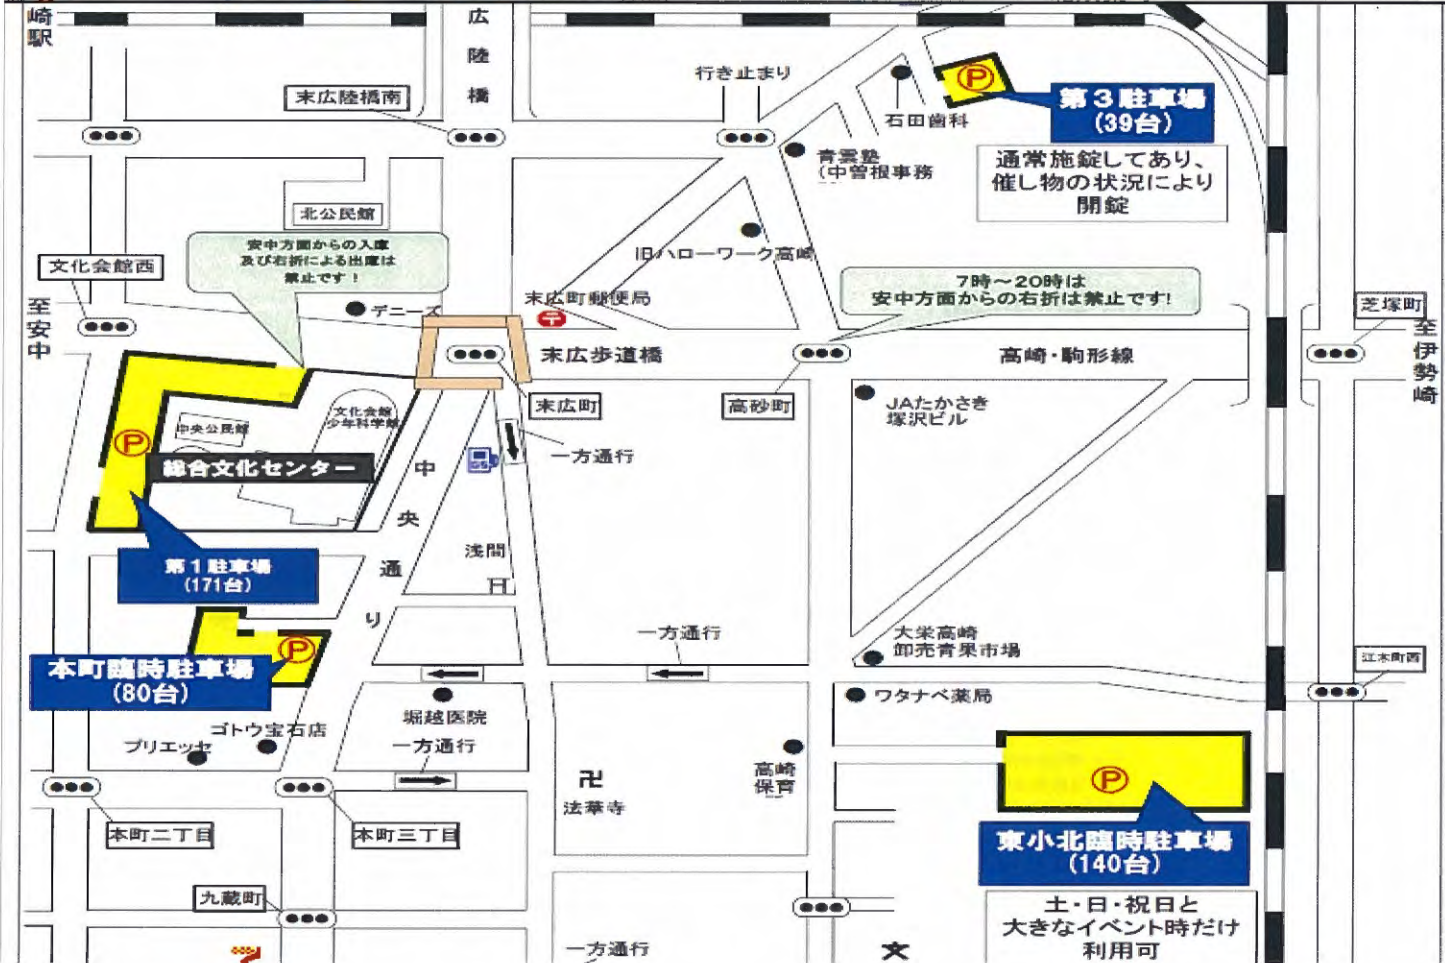 崎駅
広陸橋
末広陸橋南
行き止まり
石田歯科
第3駐車場
(39台)
通常施錠してあり、
催し物の状況により
開錠
青雲塾
(中曽根事務
北公民館
旧ハローワーク高崎
安中方面からの入庫
及び右折による出庫は
禁止です!
文化会館西
7時~20時は
安中方面からの右折は禁止です!
至安中
デニーズ
末広町郵便局
芝塚町
至伊勢崎
末広歩道橋
高崎・駒形線
末広町
高砂町
JAたかさき
塚沢ビル
文化会館
少年科学館
中央公民館
P
総合文化センター
中央通り
GS
一方通行
浅間
第1駐車場
(171台)
一方通行
大栄高崎
卸売青果市場
江木町西
P
本町臨時駐車場
(80台)
ワタナベ薬局
堀越医院
ゴトウ宝石店
プリエッセ
一方通行
卍
法華寺
高崎
保育
P
東小北臨時駐車場
(140台)
本町二丁目
本町三丁目
九蔵町
土・日・祝日と
大きなイベント時だけ
利用可
一方通行
文
P